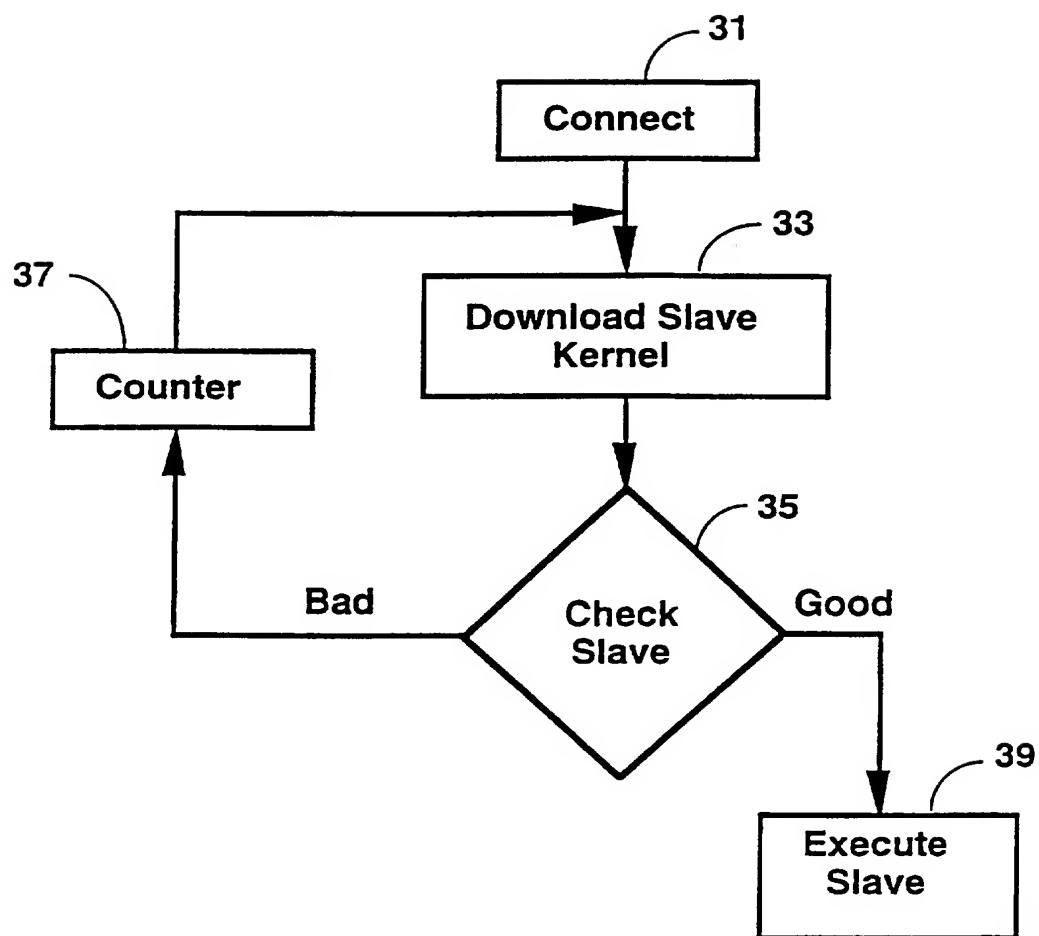 31
Connect
33
37
Download Slave
Kernel
Counter
35
Bad
Good
Check
Slave
39
Execute
Slave